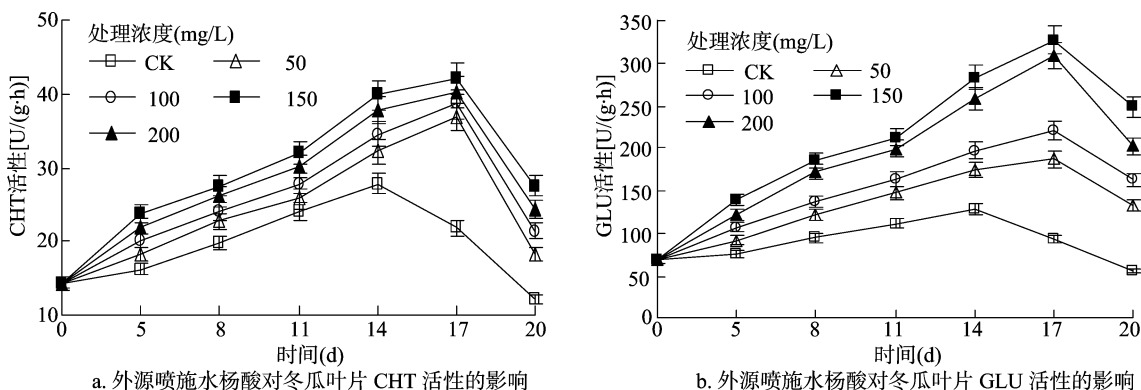 处理浓度(mg/L)
CK 50
100 150
200
CHT活性[U/(g·h)]
50
40
30
20
10
0 5 8 11 14 17 20
时间(d)
a. 外源喷施水杨酸对冬瓜叶片 CHT 活性的影响
处理浓度(mg/L)
CK 50
100 150
200
GLU活性[U/(g·h)]
350
300
250
200
150
100
50
0
0 5 8 11 14 17 20
时间(d)
b. 外源喷施水杨酸对冬瓜叶片 GLU 活性的影响